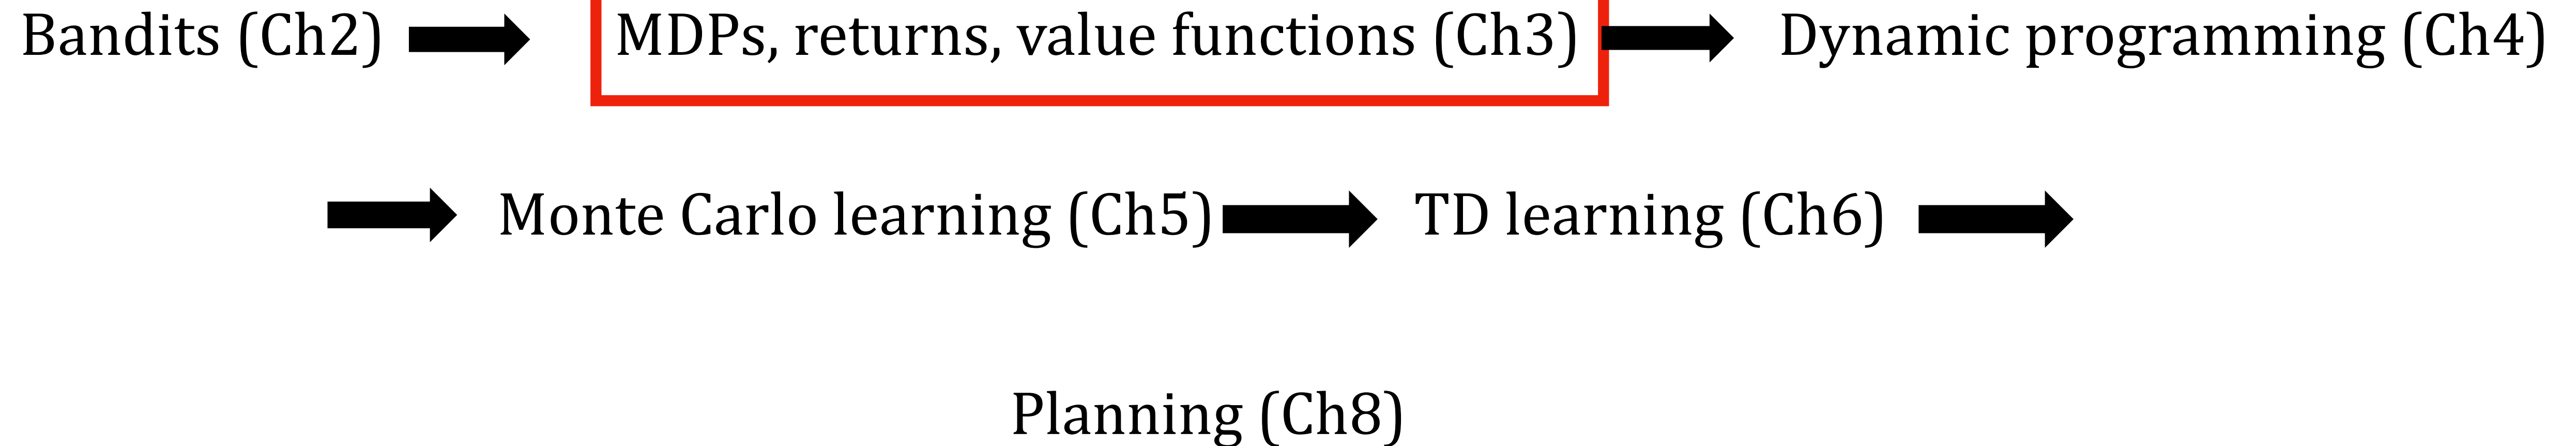 Bandits (Ch2) MDPs, returns, value functions (Ch3) Dynamic programming (Ch4)
Monte Carlo learning (Ch5) TD learning (Ch6)
Planning (Ch8)